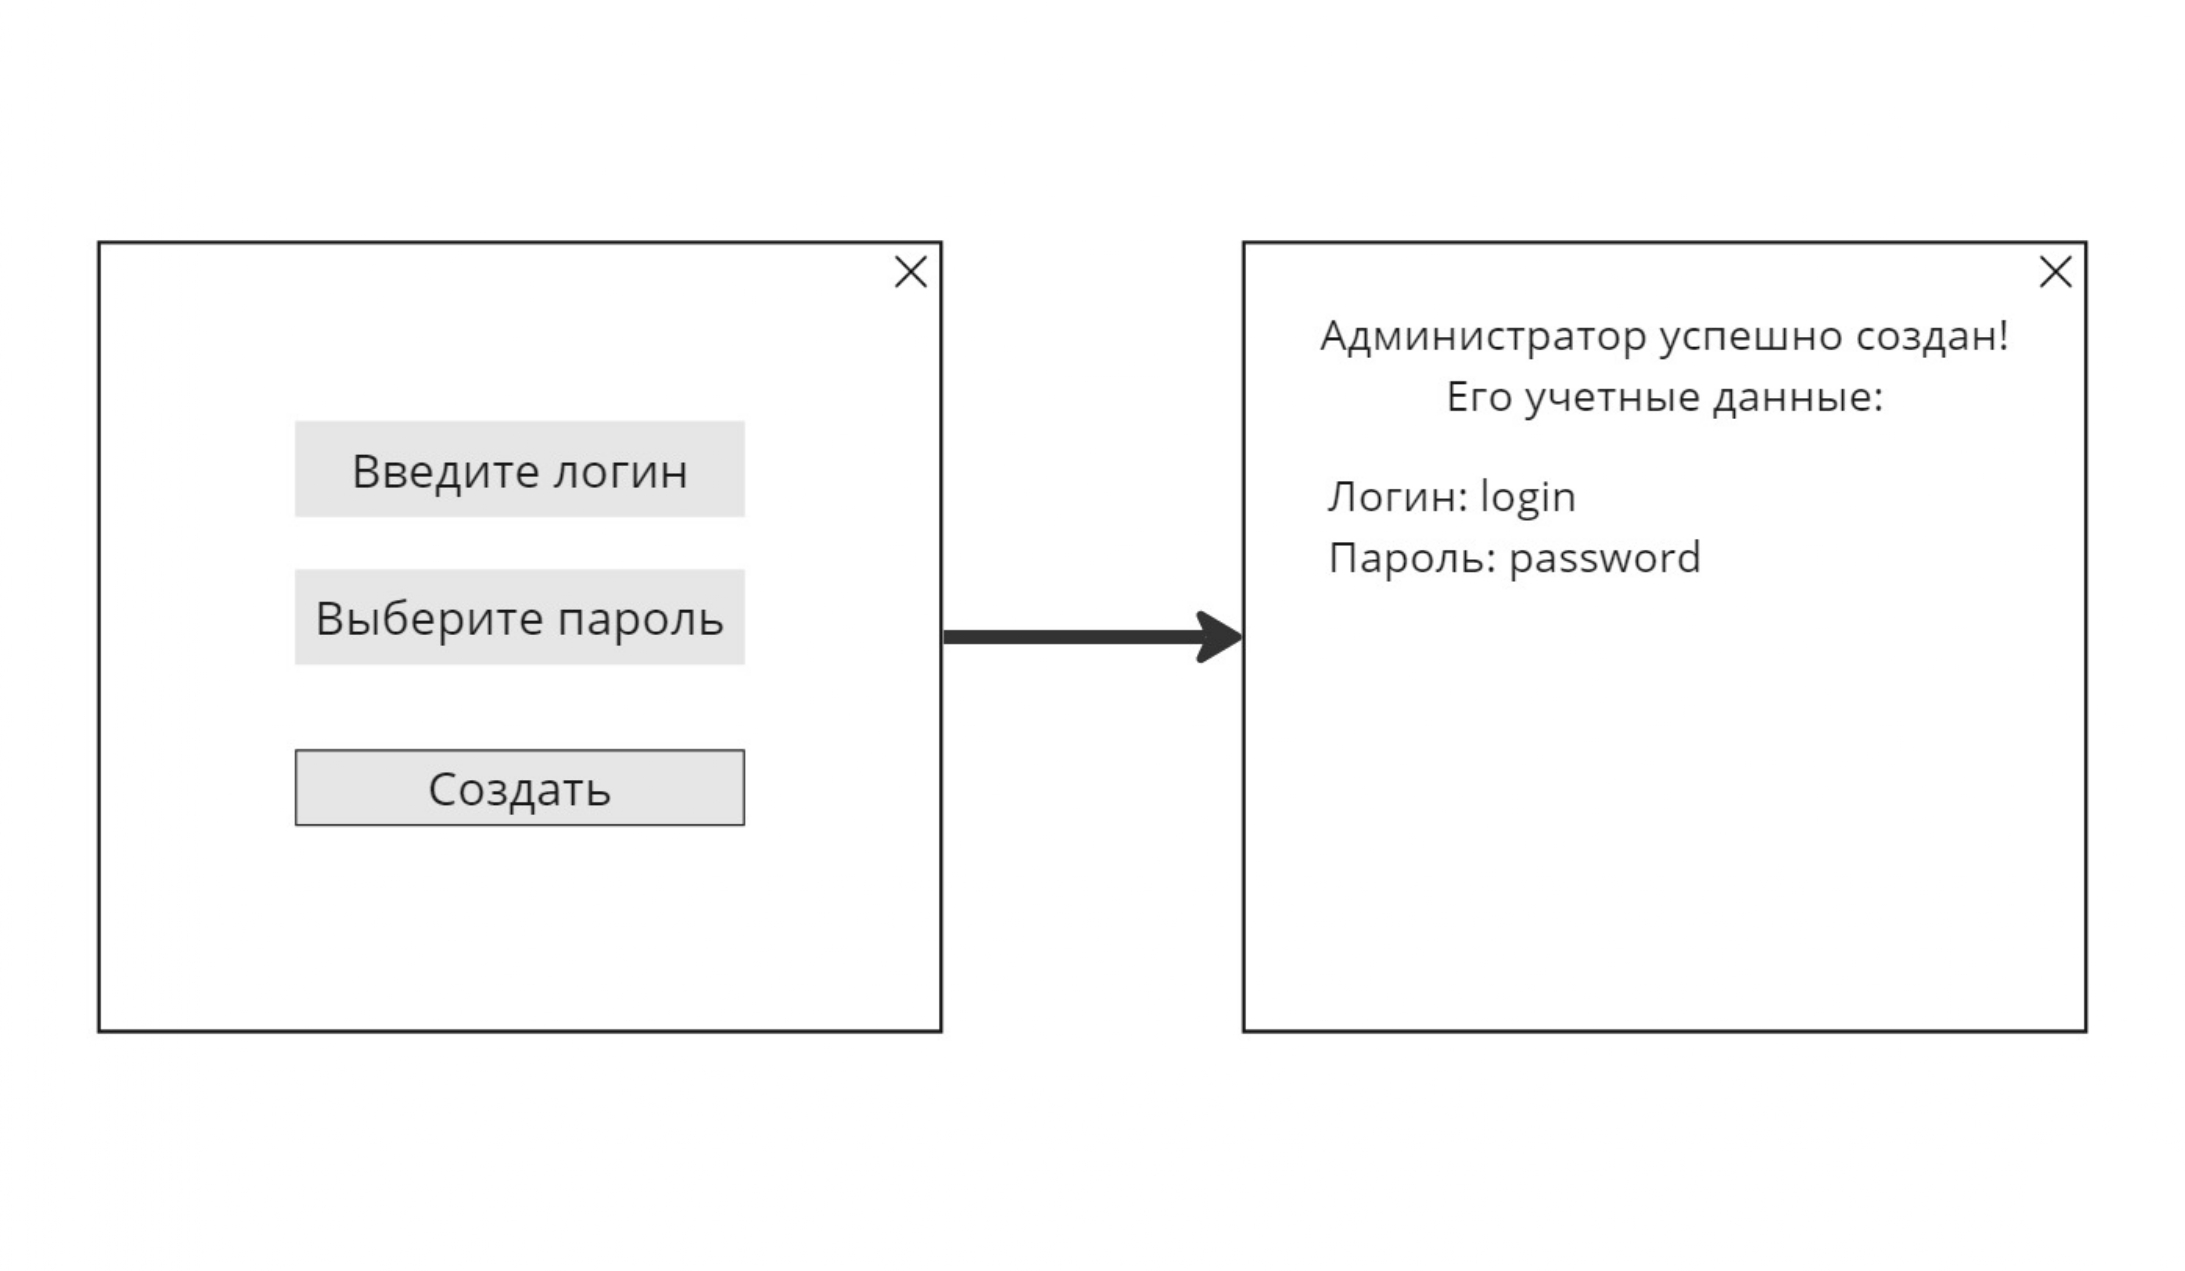 Введите логин
Выберите пароль
Создать
Администратор успешно создан!
Его учетные данные:
Логин: login
Пароль: password